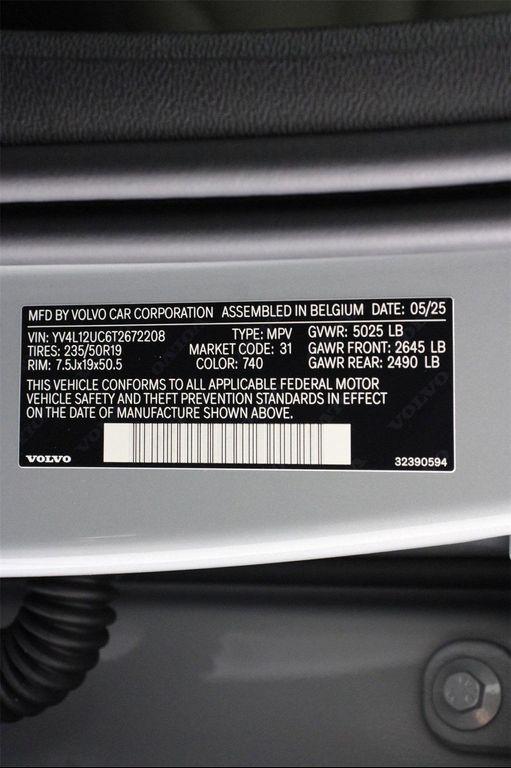 MFD BY VOLVO CAR CORPORATION ASSEMBLED IN BELGIUM DATE: 05/25
VIN: YV4L12UC6T2672208 TYPE: MPV GVWR: 5025 LB
TIRES: 235/50R19 MARKET CODE: 31 GAWR FRONT: 2645 LB
RIM: 7.5Jx19x50.5 COLOR: 740 GAWR REAR: 2490 LB
THIS VEHICLE CONFORMS TO ALL APPLICABLE FEDERAL MOTOR
VEHICLE SAFETY AND THEFT PREVENTION STANDARDS IN EFFECT
ON THE DATE OF MANUFACTURE SHOWN ABOVE.
VOLVO 32390594